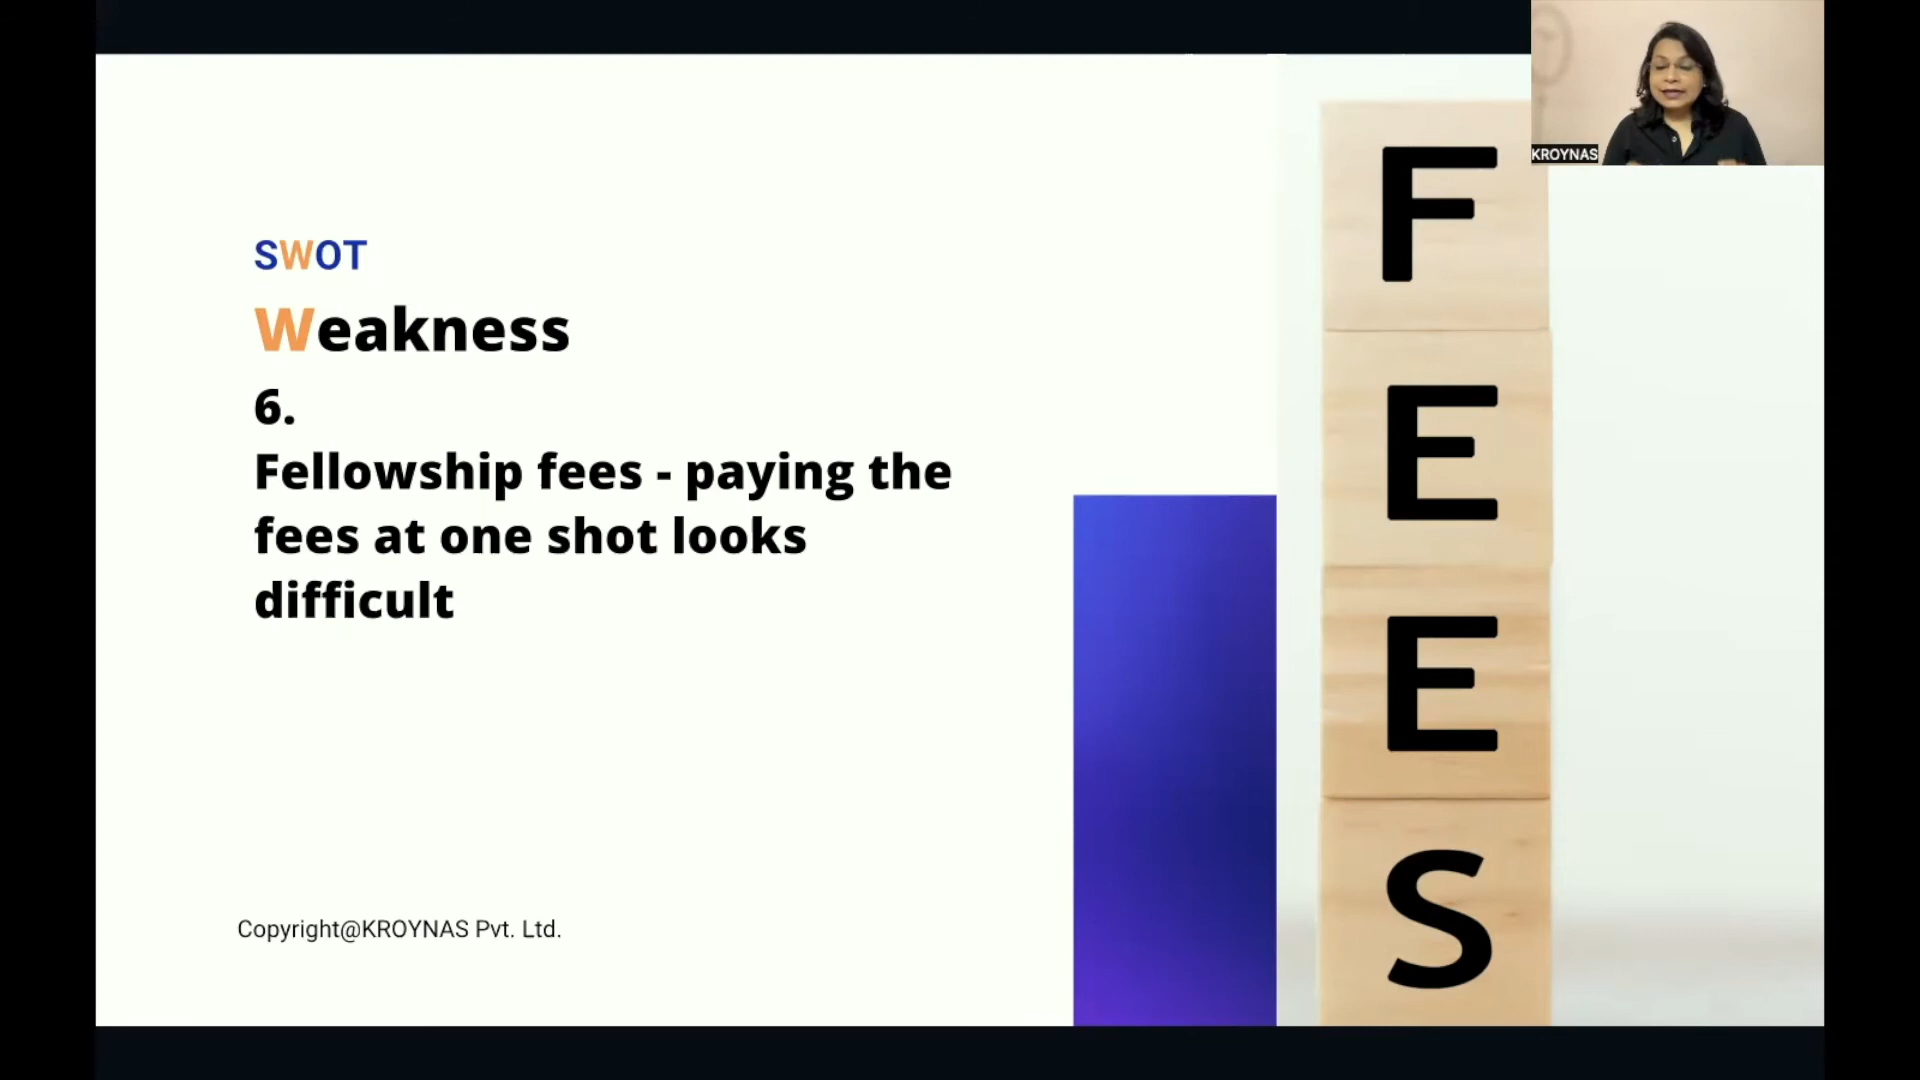 SWOT
Weakness
6.
Fellowship fees - paying the
fees at one shot looks
difficult
Copyright@KROYNAS Pvt. Ltd.
F
E
E
S
KROYNAS